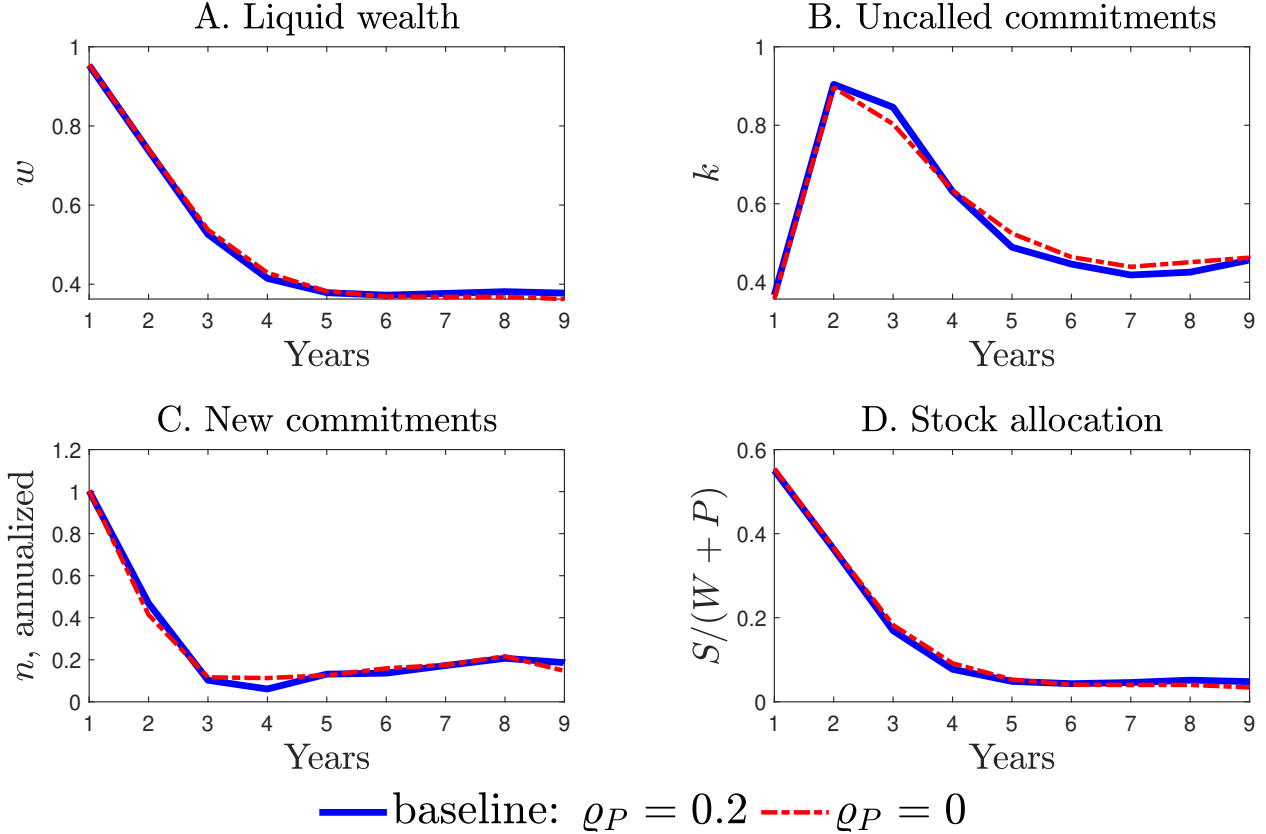 A. Liquid wealth
1
0.8
0.6
0.4
w
1 2 3 4 5 6 7 8 9
Years
B. Uncalled commitments
1
0.8
0.6
0.4
k
1 2 3 4 5 6 7 8 9
Years
C. New commitments
1.2
1
0.8
0.6
0.4
0.2
0
n, annualized
1 2 3 4 5 6 7 8 9
Years
D. Stock allocation
0.6
0.4
0.2
0
S/(W + P)
1 2 3 4 5 6 7 8 9
Years
baseline: ϱ_P = 0.2 ϱ_P = 0